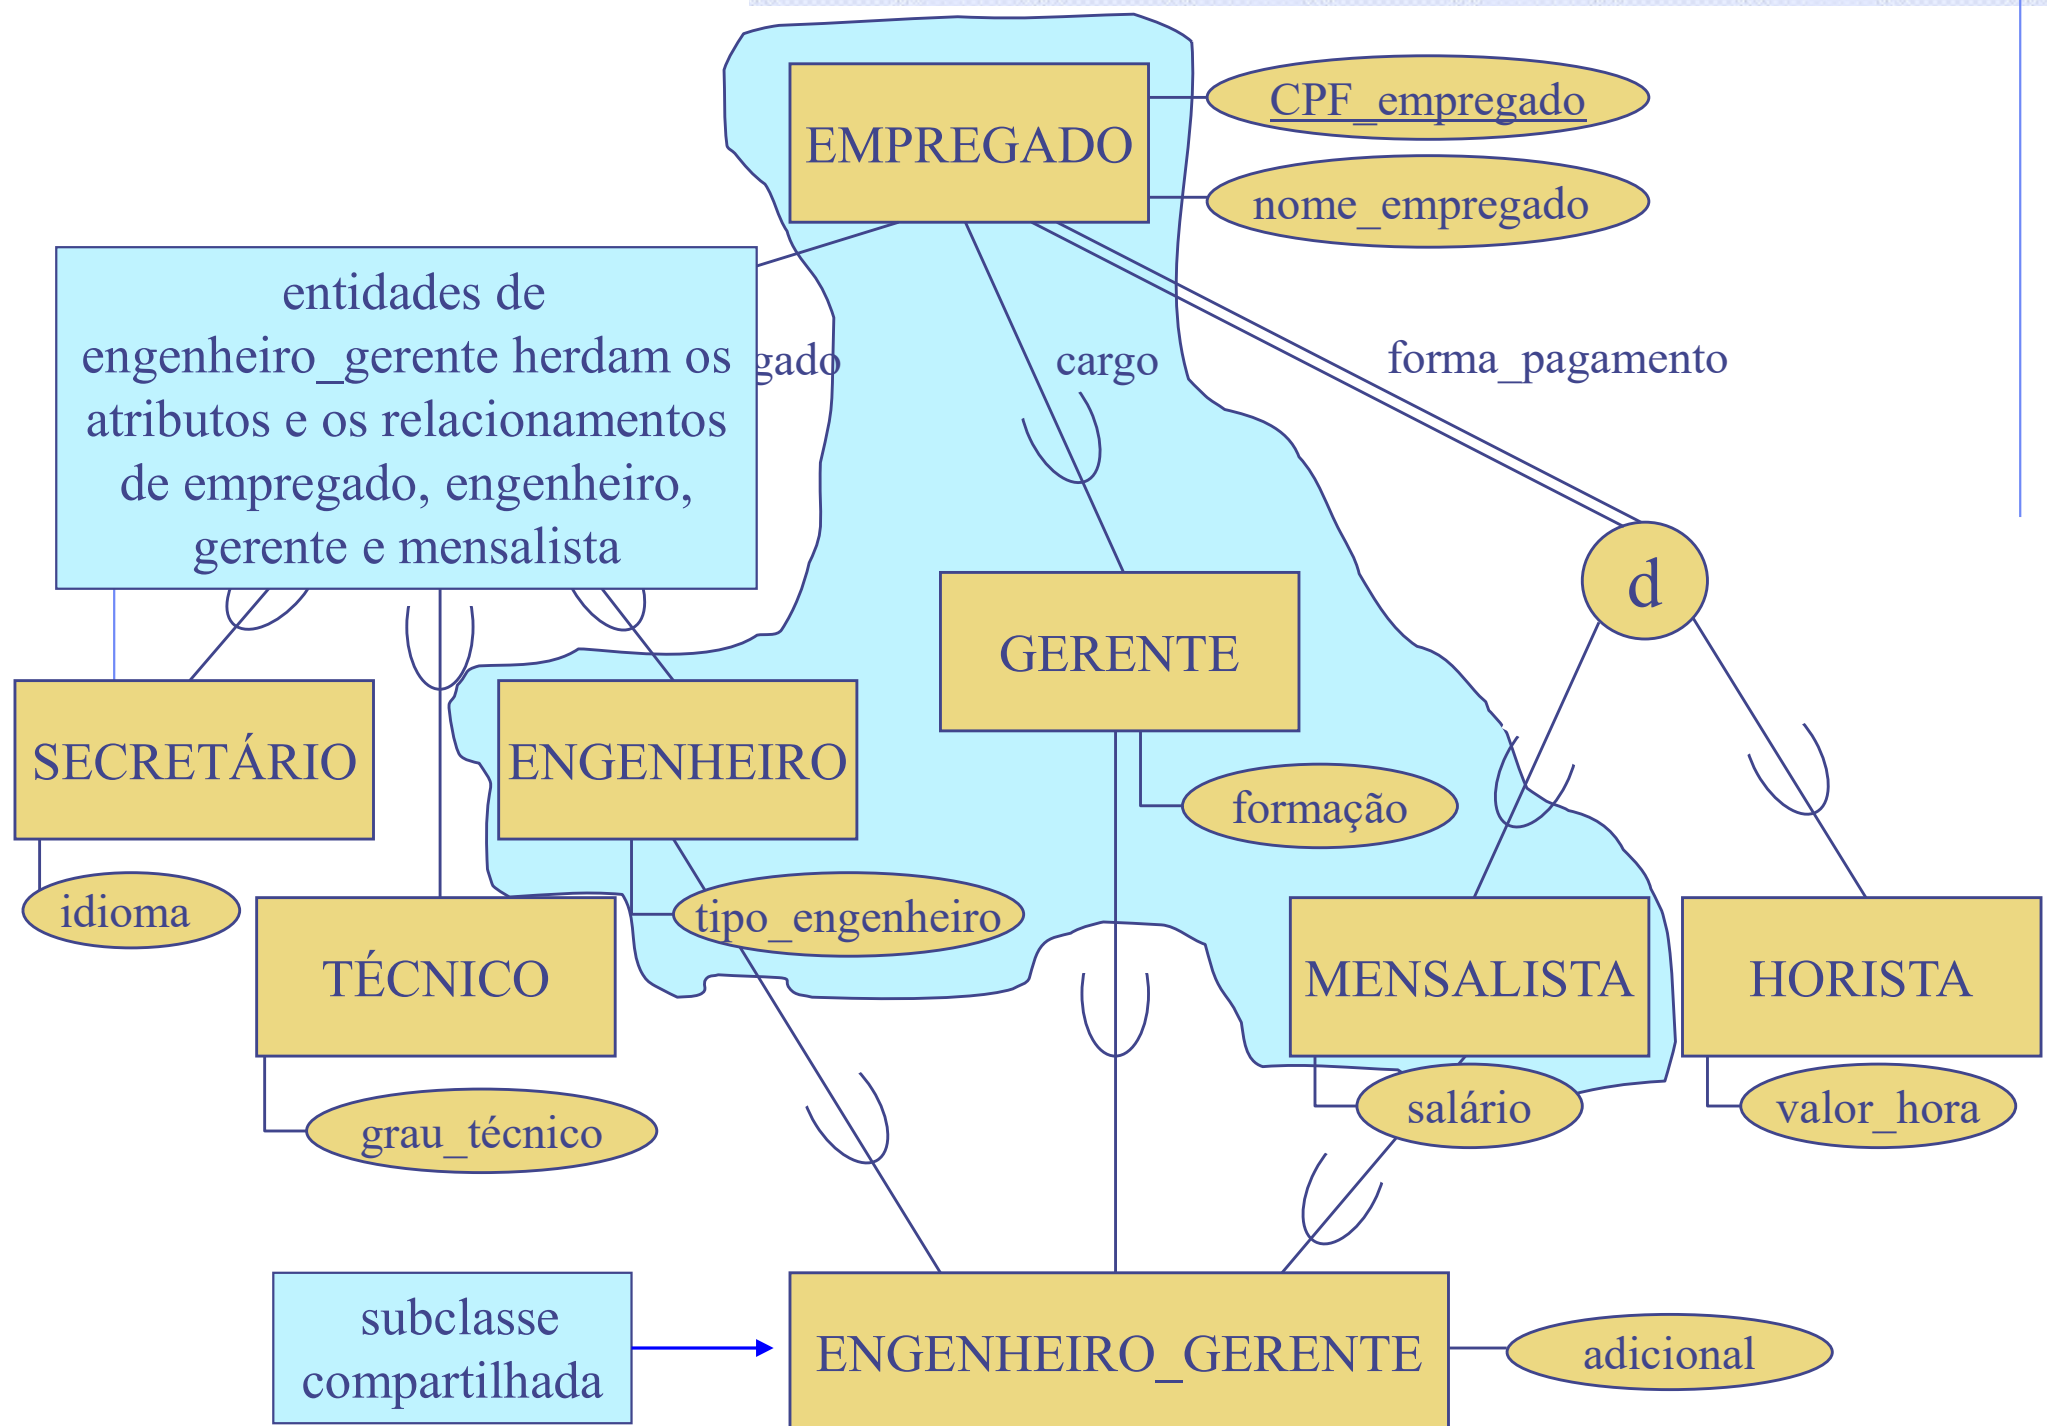 EMPREGADO
CPF_empregado
nome_empregado
entidades de
engenheiro_gerente herdam os
atributos e os relacionamentos
de empregado, engenheiro,
gerente e mensalista
gado
cargo
forma_pagamento
d
GERENTE
SECRETÁRIO
ENGENHEIRO
formação
idioma
tipo_engenheiro
TÉCNICO
MENSALISTA
HORISTA
grau_técnico
salário
valor_hora
subclasse
compartilhada
ENGENHEIRO_GERENTE
adicional